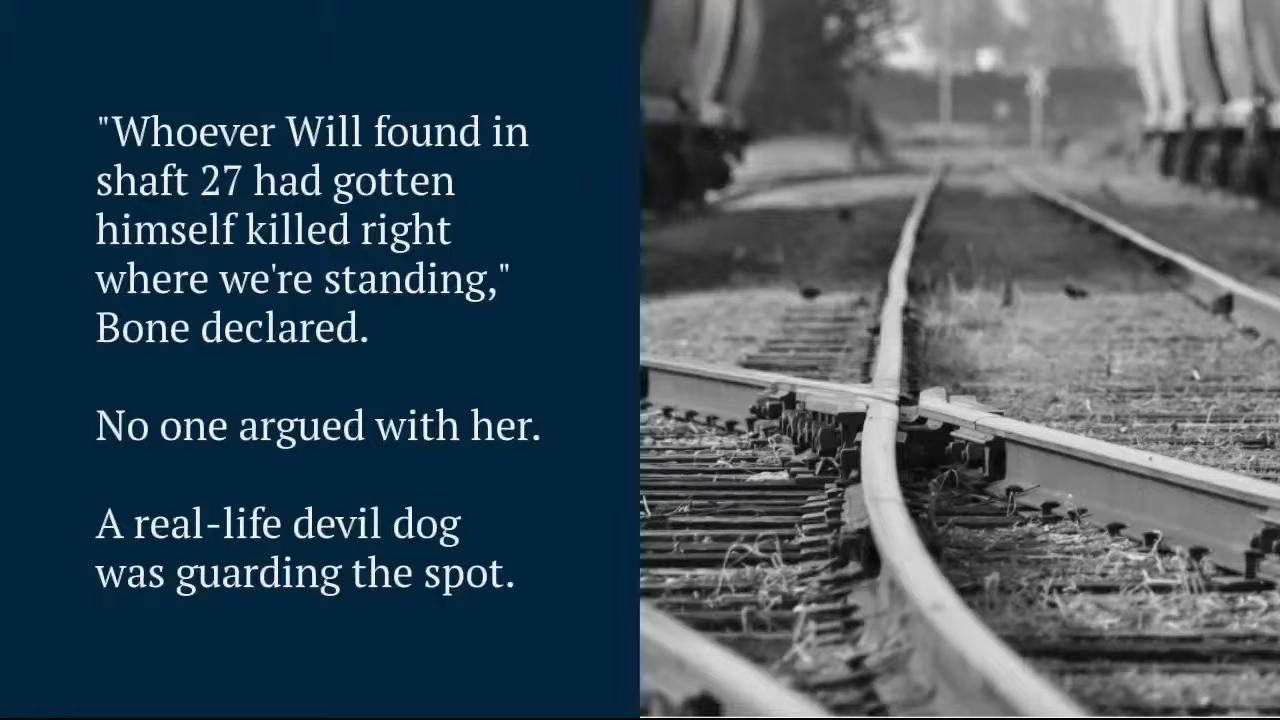 "Whoever Will found in
shaft 27 had gotten
himself killed right
where we're standing,"
Bone declared.
No one argued with her.
A real-life devil dog
was guarding the spot.